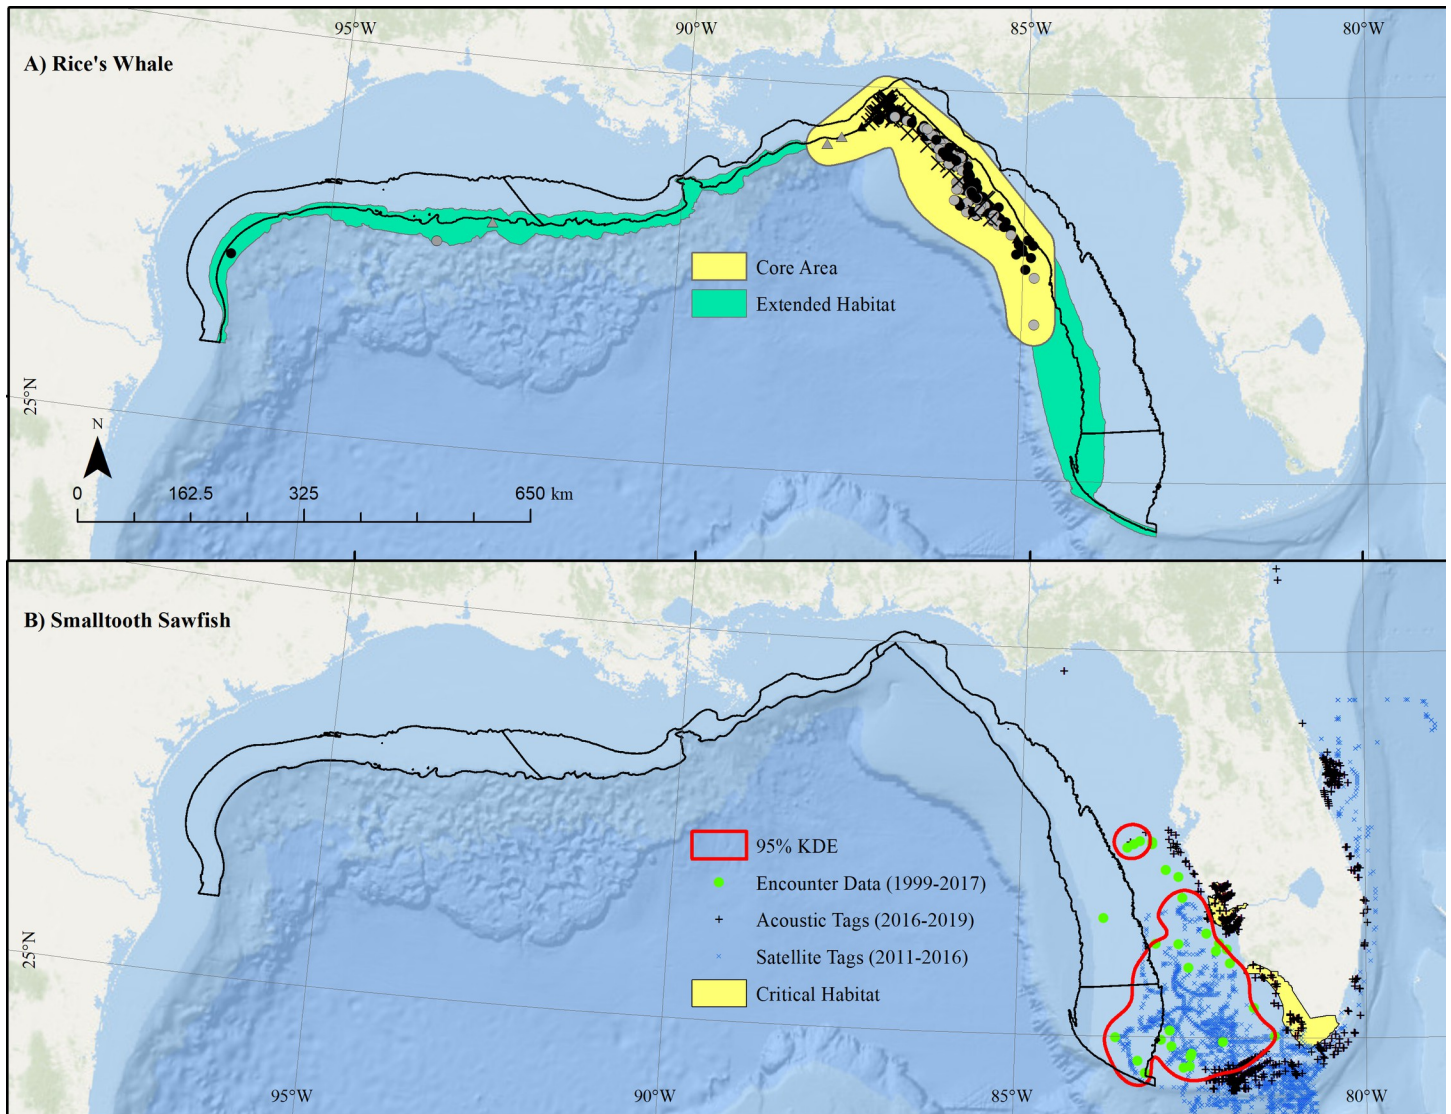 95°W 90°W 85°W 80°W
A) Rice's Whale
Core Area
Extended Habitat
25°N
N
0 162.5 325 650 km
B) Smalltooth Sawfish
95% KDE
Encounter Data (1999-2017)
Acoustic Tags (2016-2019)
Satellite Tags (2011-2016)
Critical Habitat
25°N
95°W 90°W 85°W 80°W